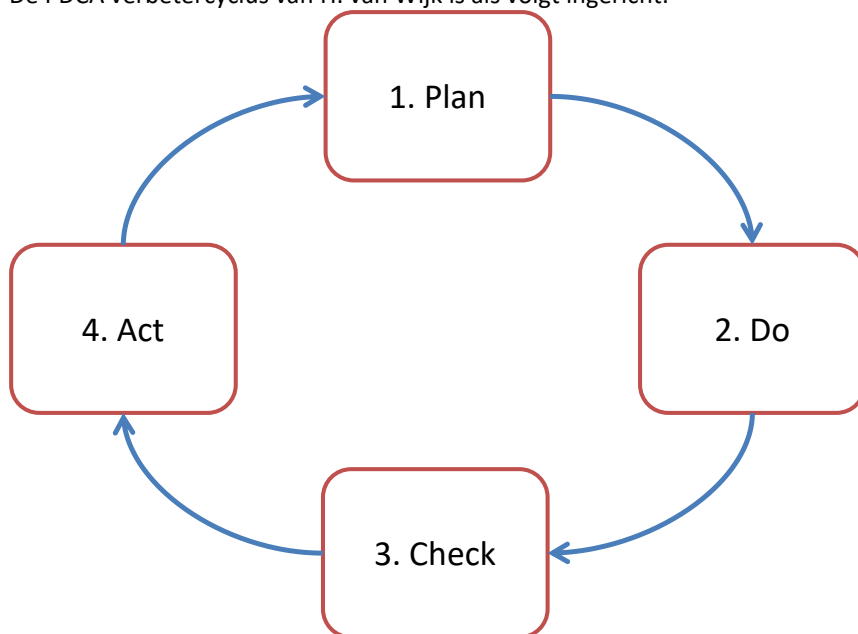 De PDCA verbetercyclus van H. van Wijk is als volgt ingericht:
1. Plan
4. Act
2. Do
3. Check